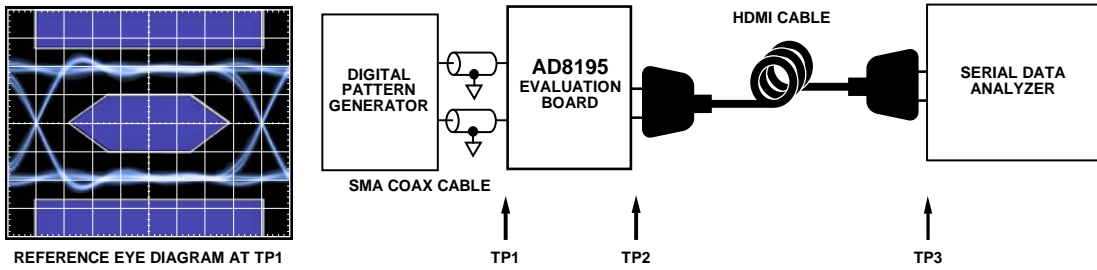 REFERENCE EYE DIAGRAM AT TP1
DIGITAL
PATTERN
GENERATOR
SMA COAX CABLE
AD8195
EVALUATION
BOARD
HDMI CABLE
SERIAL DATA
ANALYZER
TP1
TP2
TP3